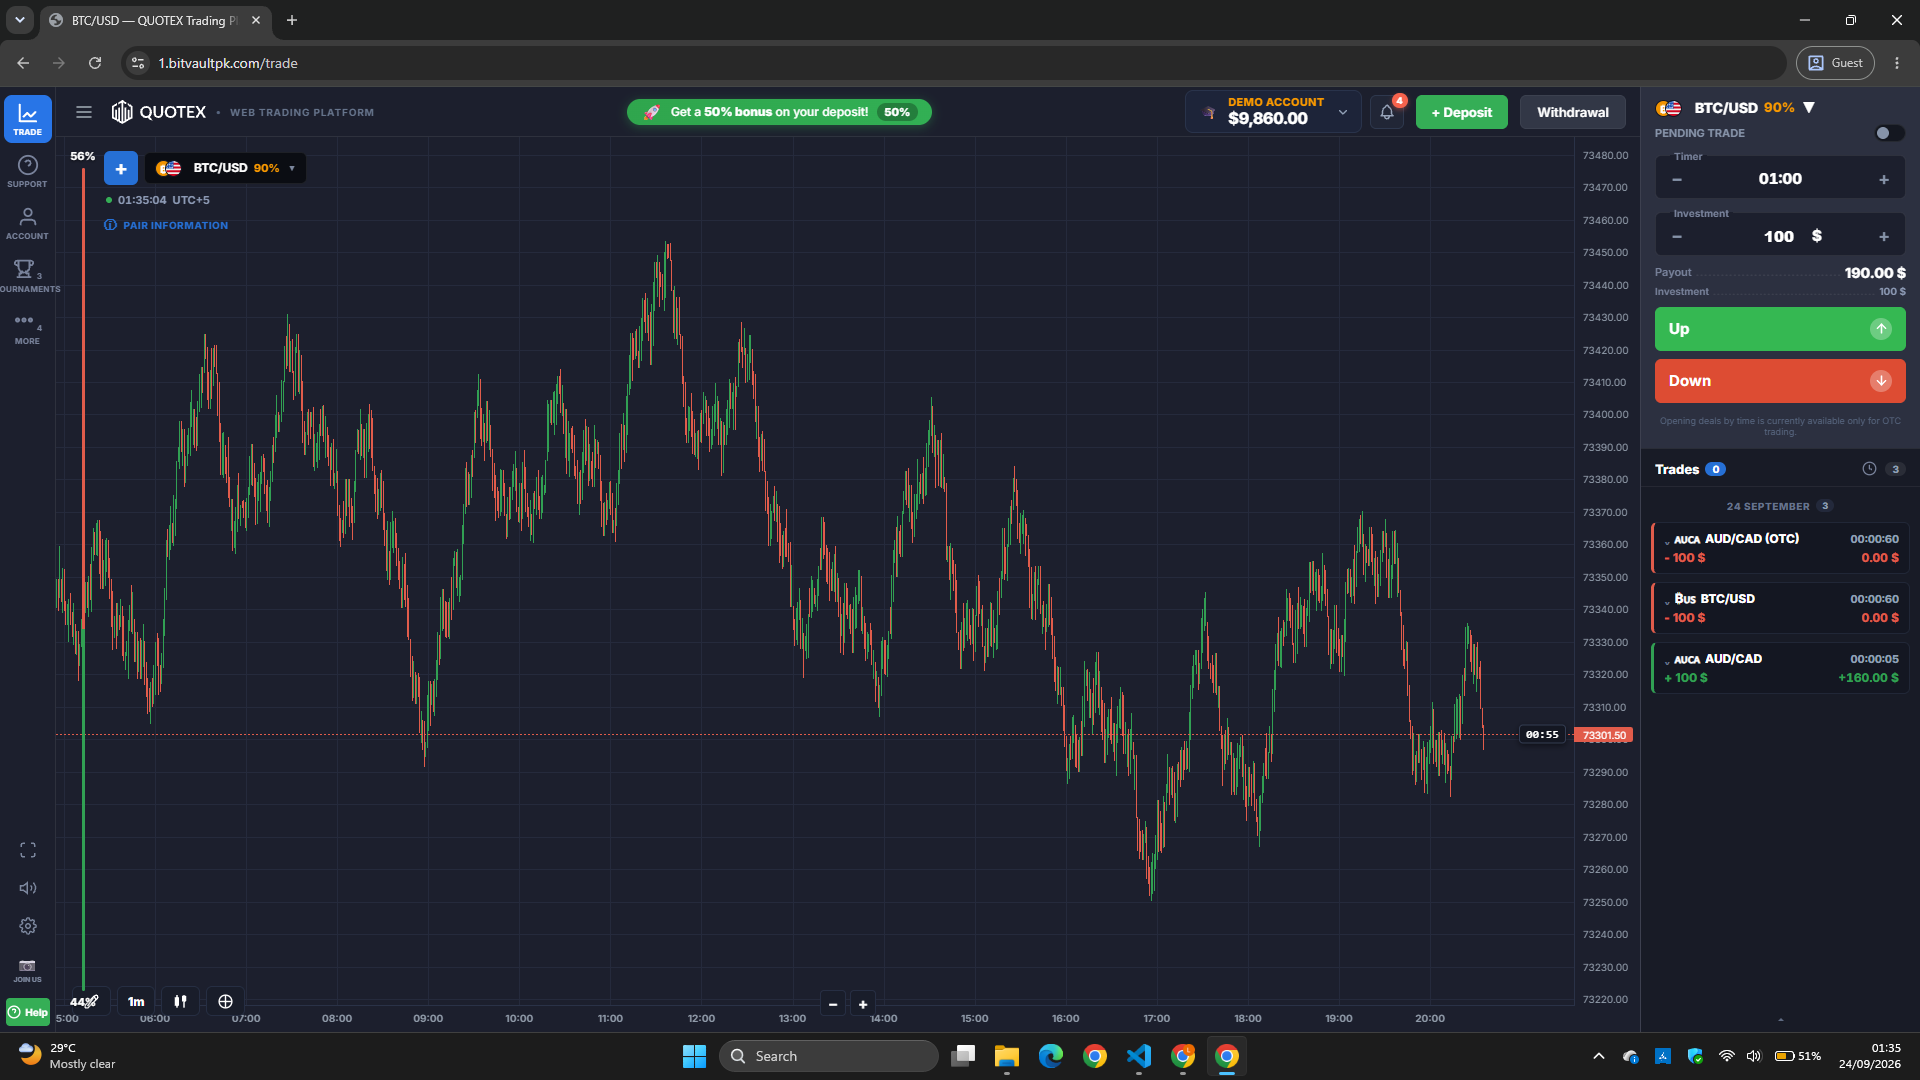 BTC/USD — QUOTEX Trading Pl
1.bitvaultpk.com/trade
Guest
TRADE
SUPPORT
ACCOUNT
3
OURNAMENTS
4
MORE
JOIN US
Help
QUOTEX • WEB TRADING PLATFORM
Get a 50% bonus on your deposit! 50%
DEMO ACCOUNT
$9,860.00
4
+ Deposit
Withdrawal
56%
+
BTC/USD 90%
01:35:04 UTC+5
PAIR INFORMATION
73480.00
73470.00
73460.00
73450.00
73440.00
73430.00
73420.00
73410.00
73400.00
73390.00
73380.00
73370.00
73360.00
73350.00
73340.00
73330.00
73320.00
73310.00
00:55
73301.50
73290.00
73280.00
73270.00
73260.00
73250.00
73240.00
73230.00
73220.00
44%
1m
− +
5:00 06:00 07:00 08:00 09:00 10:00 11:00 12:00 13:00 14:00 15:00 16:00 17:00 18:00 19:00 20:00
BTC/USD 90%
PENDING TRADE
Timer
− 01:00 +
Investment
− 100 $ +
Payout 190.00 $
Investment 100 $
Up
Down
Opening deals by time is currently available only for OTC
trading.
Trades 0 3
24 SEPTEMBER 3
AUCA AUD/CAD (OTC) 00:00:60
- 100 $ 0.00 $
₿US BTC/USD 00:00:60
- 100 $ 0.00 $
AUCA AUD/CAD 00:00:05
+ 100 $ +160.00 $
29°C
Mostly clear
Search
51%
01:35
24/09/2026